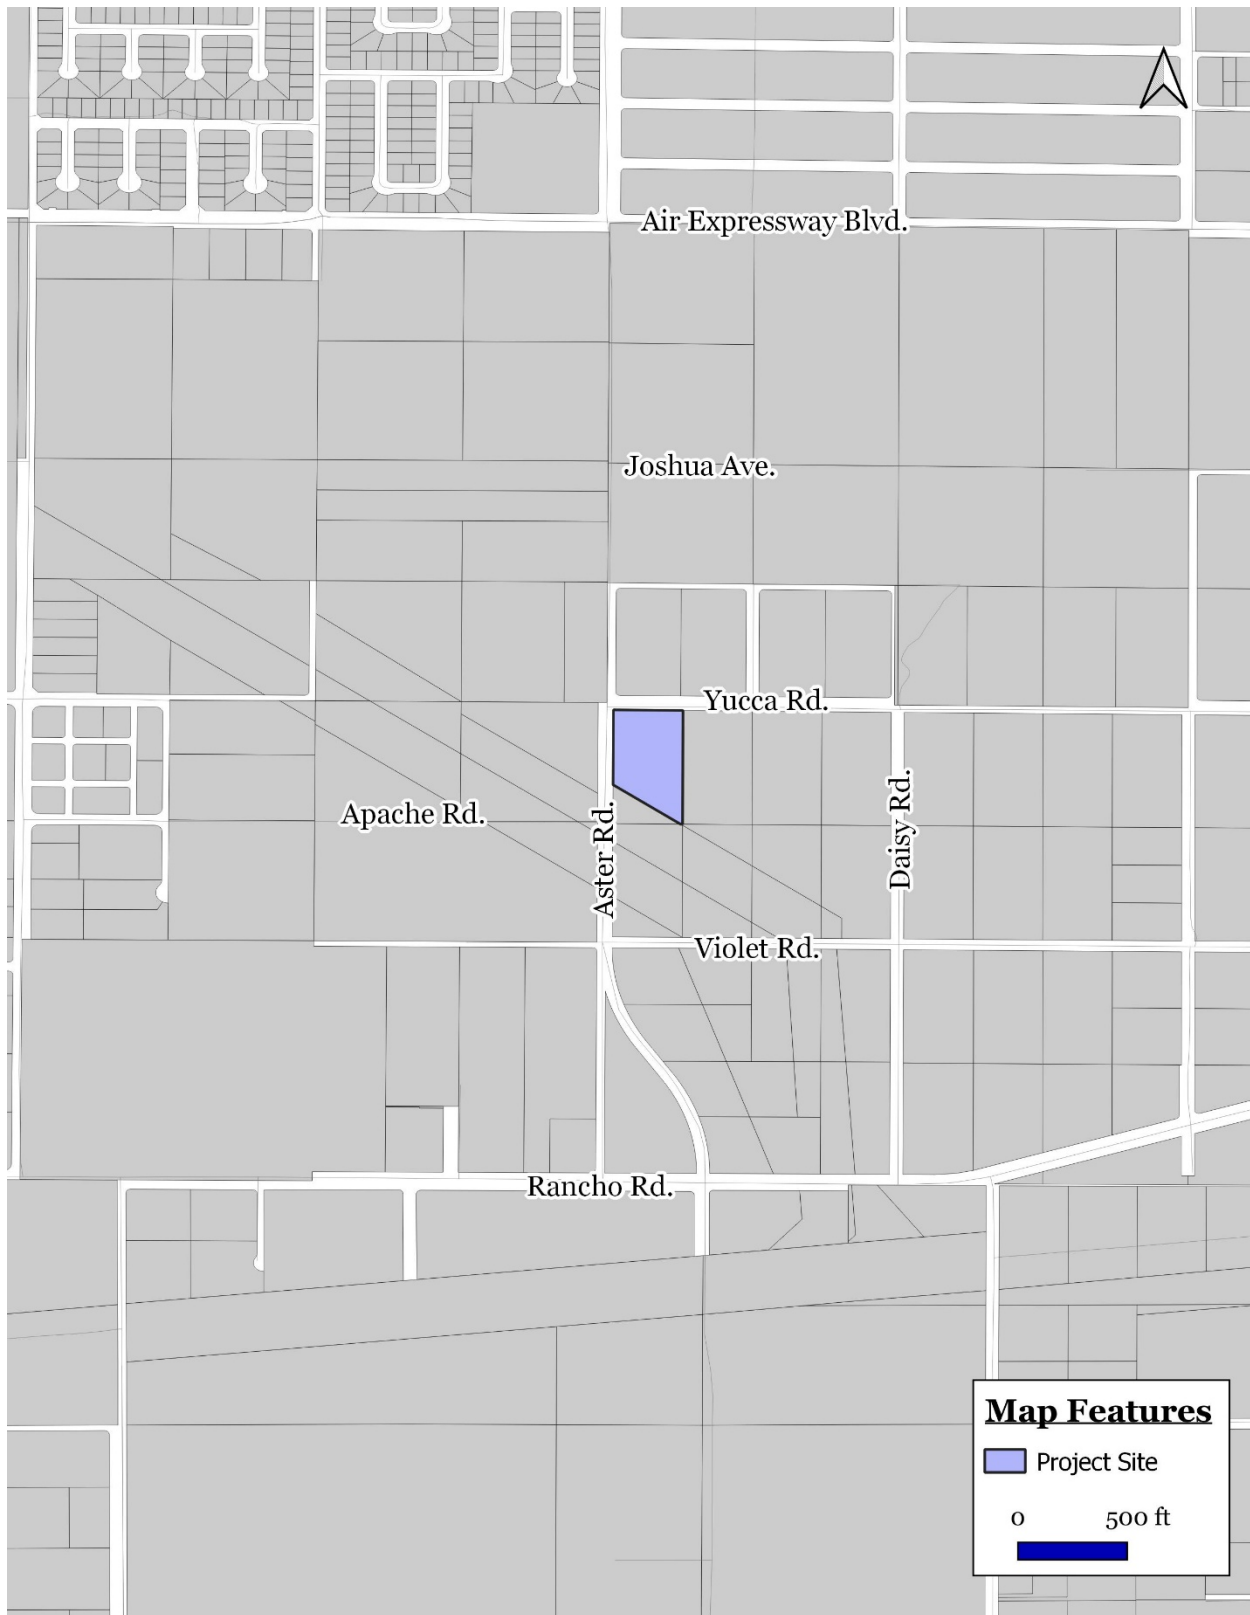 Air Expressway Blvd.
Joshua Ave.
Yucca Rd.
Apache Rd.
Aster Rd.
Daisy Rd.
Violet Rd.
Rancho Rd.
Map Features
Project Site
0 500 ft